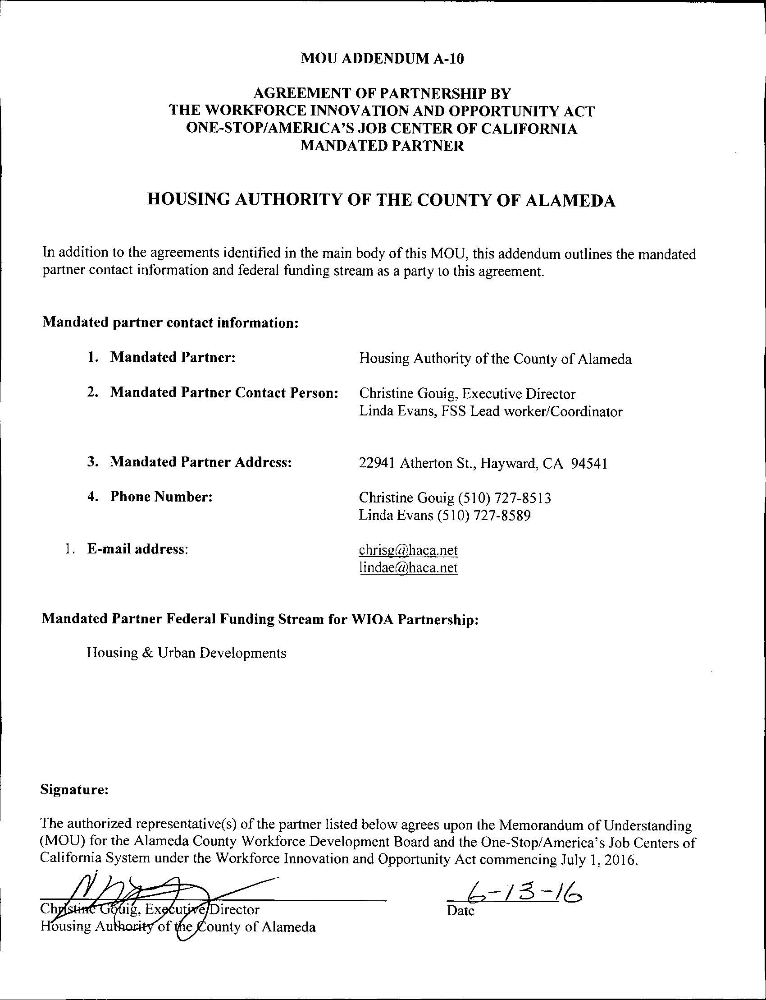 MOU ADDENDUM A-10
AGREEMENT OF PARTNERSHIP BY
THE WORKFORCE INNOVATION AND OPPORTUNITY ACT
ONE-STOP/AMERICA'S JOB CENTER OF CALIFORNIA
MANDATED PARTNER
HOUSING AUTHORITY OF THE COUNTY OF ALAMEDA
In addition to the agreements identified in the main body of this MOU, this addendum outlines the mandated
partner contact information and federal funding stream as a party to this agreement.
Mandated partner contact information:
1. Mandated Partner: Housing Authority of the County of Alameda
2. Mandated Partner Contact Person: Christine Gouig, Executive Director
Linda Evans, FSS Lead worker/Coordinator
3. Mandated Partner Address: 22941 Atherton St., Hayward, CA 94541
4. Phone Number: Christine Gouig (510) 727-8513
Linda Evans (510) 727-8589
1. E-mail address: chrisg@haca.net
lindae@haca.net
Mandated Partner Federal Funding Stream for WIOA Partnership:
Housing & Urban Developments
Signature:
The authorized representative(s) of the partner listed below agrees upon the Memorandum of Understanding
(MOU) for the Alameda County Workforce Development Board and the One-Stop/America's Job Centers of
California System under the Workforce Innovation and Opportunity Act commencing July 1, 2016.
6-13-16
Christine Gouig, Executive Director Date
Housing Authority of the County of Alameda